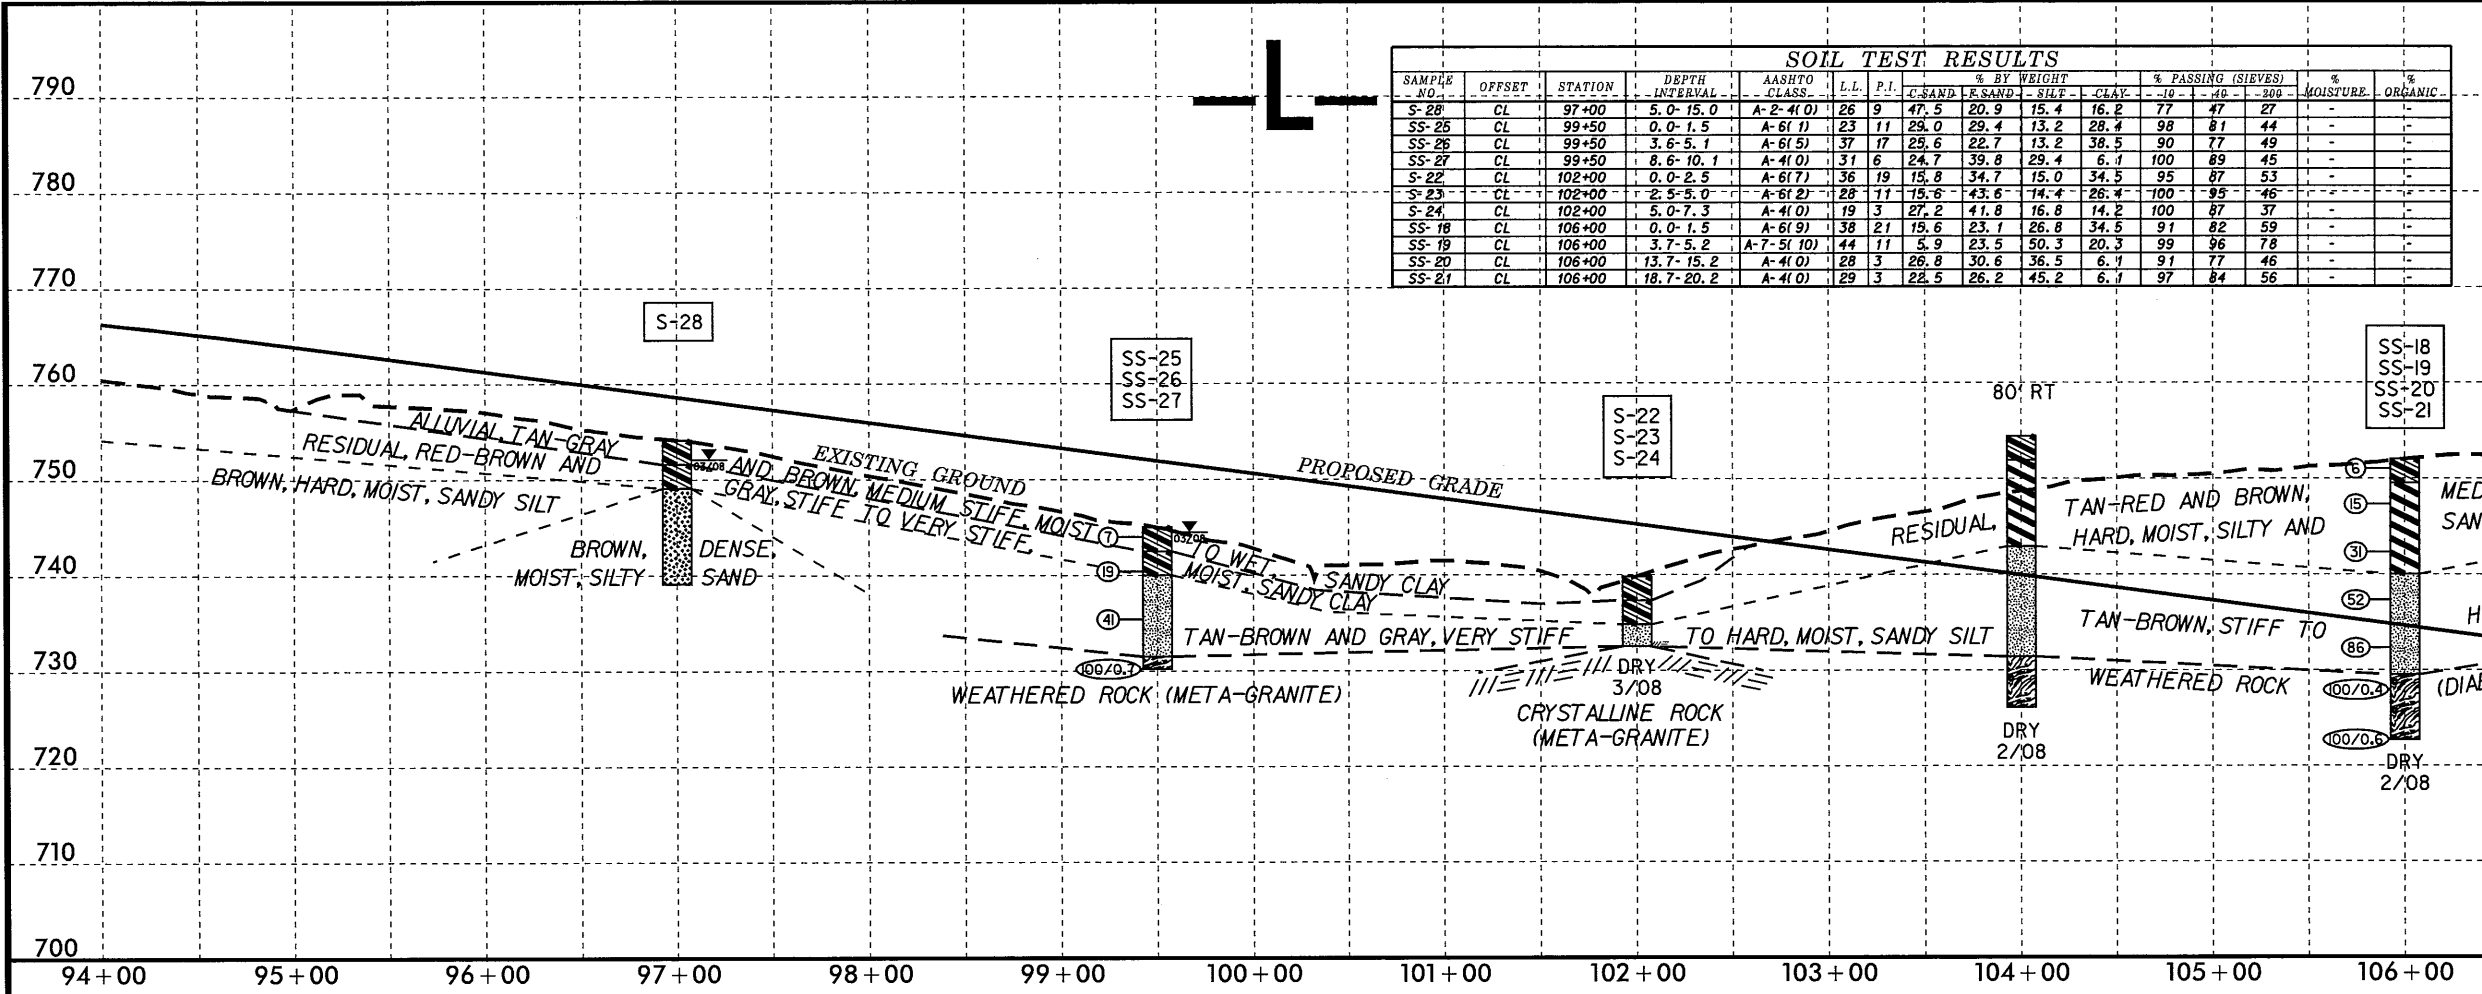 -L-
SOIL TEST RESULTS
SAMPLE NO. OFFSET STATION DEPTH INTERVAL AASHTO CLASS. L.L. P.I. % BY WEIGHT C.SAND F.SAND SILT CLAY % PASSING (SIEVES) 10 40 200 % MOISTURE % ORGANIC
S-28 CL 97+00 5.0-15.0 A-2-4(0) 26 9 47.5 20.9 15.4 16.2 77 47 27 - -
SS-25 CL 99+50 0.0-1.5 A-6(1) 23 11 29.0 29.4 13.2 28.4 98 81 44 - -
SS-26 CL 99+50 3.6-5.1 A-6(5) 37 17 25.6 22.7 13.2 38.5 90 77 49 - -
SS-27 CL 99+50 8.6-10.1 A-4(0) 31 6 24.7 39.8 29.4 6.1 100 89 45 - -
S-22 CL 102+00 0.0-2.5 A-6(7) 36 19 15.8 34.7 15.0 34.5 95 87 53 - -
S-23 CL 102+00 2.5-5.0 A-6(2) 28 11 15.6 43.6 14.4 26.4 100 95 46 - -
S-24 CL 102+00 5.0-7.3 A-4(0) 19 3 27.2 41.8 16.8 14.2 100 87 37 - -
SS-18 CL 106+00 0.0-1.5 A-6(9) 38 21 15.6 23.1 26.8 34.5 91 82 59 - -
SS-19 CL 106+00 3.7-5.2 A-7-5(10) 44 11 5.9 23.5 50.3 20.3 99 96 78 - -
SS-20 CL 106+00 13.7-15.2 A-4(0) 28 3 26.8 30.6 36.5 6.1 91 77 46 - -
SS-21 CL 106+00 18.7-20.2 A-4(0) 29 3 22.5 26.2 45.2 6.1 97 84 56 - -
790
780
770
760
750
740
730
720
710
700
S-28
SS-25
SS-26
SS-27
S-22
S-23
S-24
80' RT
SS-18
SS-19
SS-20
SS-21
ALLUVIAL, TAN-GRAY
AND BROWN, MEDIUM STIFF, MOIST
TO WET,
SANDY CLAY
RESIDUAL, RED-BROWN AND
GRAY, STIFF TO VERY STIFF,
MOIST, SANDY CLAY
BROWN, HARD, MOIST, SANDY SILT
03/08
EXISTING GROUND
PROPOSED GRADE
BROWN, DENSE,
MOIST, SILTY SAND
03/08
7
19
41
100/0.7
TAN-BROWN AND GRAY, VERY STIFF TO HARD, MOIST, SANDY SILT
WEATHERED ROCK (META-GRANITE)
DRY
3/08
CRYSTALLINE ROCK
(META-GRANITE)
RESIDUAL, TAN-RED AND BROWN, MED
HARD, MOIST, SILTY AND SAN
TAN-BROWN, STIFF TO H
WEATHERED ROCK (DIA
DRY
2/08
6
15
31
52
86
100/0.4
100/0.6
DRY
2/08
94+00 95+00 96+00 97+00 98+00 99+00 100+00 101+00 102+00 103+00 104+00 105+00 106+00